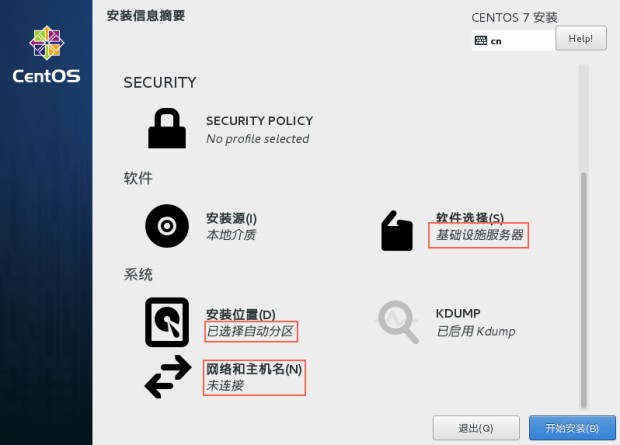 安装信息摘要
CENTOS 7 安装
cn
Help!
CentOS
SECURITY
SECURITY POLICY
No profile selected
软件
安装源(I)
本地介质
软件选择(S)
基础设施服务器
系统
安装位置(D)
已选择自动分区
KDUMP
已启用 Kdump
网络和主机名(N)
未连接
退出(Q)
开始安装(B)